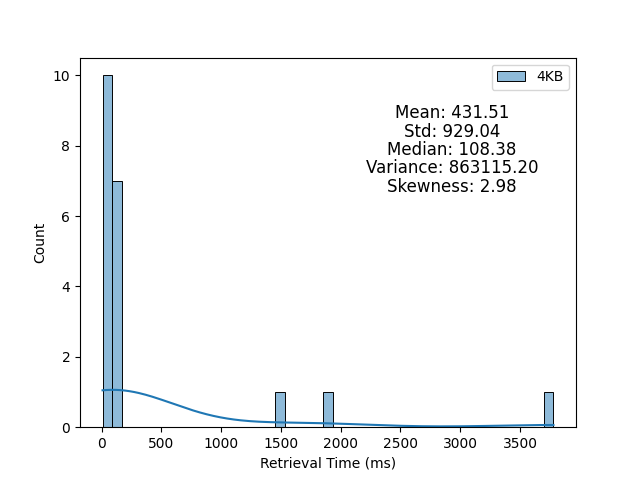 4KB
Mean: 431.51
Std: 929.04
Median: 108.38
Variance: 863115.20
Skewness: 2.98
10
8
6
4
2
0
Count
0 500 1000 1500 2000 2500 3000 3500
Retrieval Time (ms)